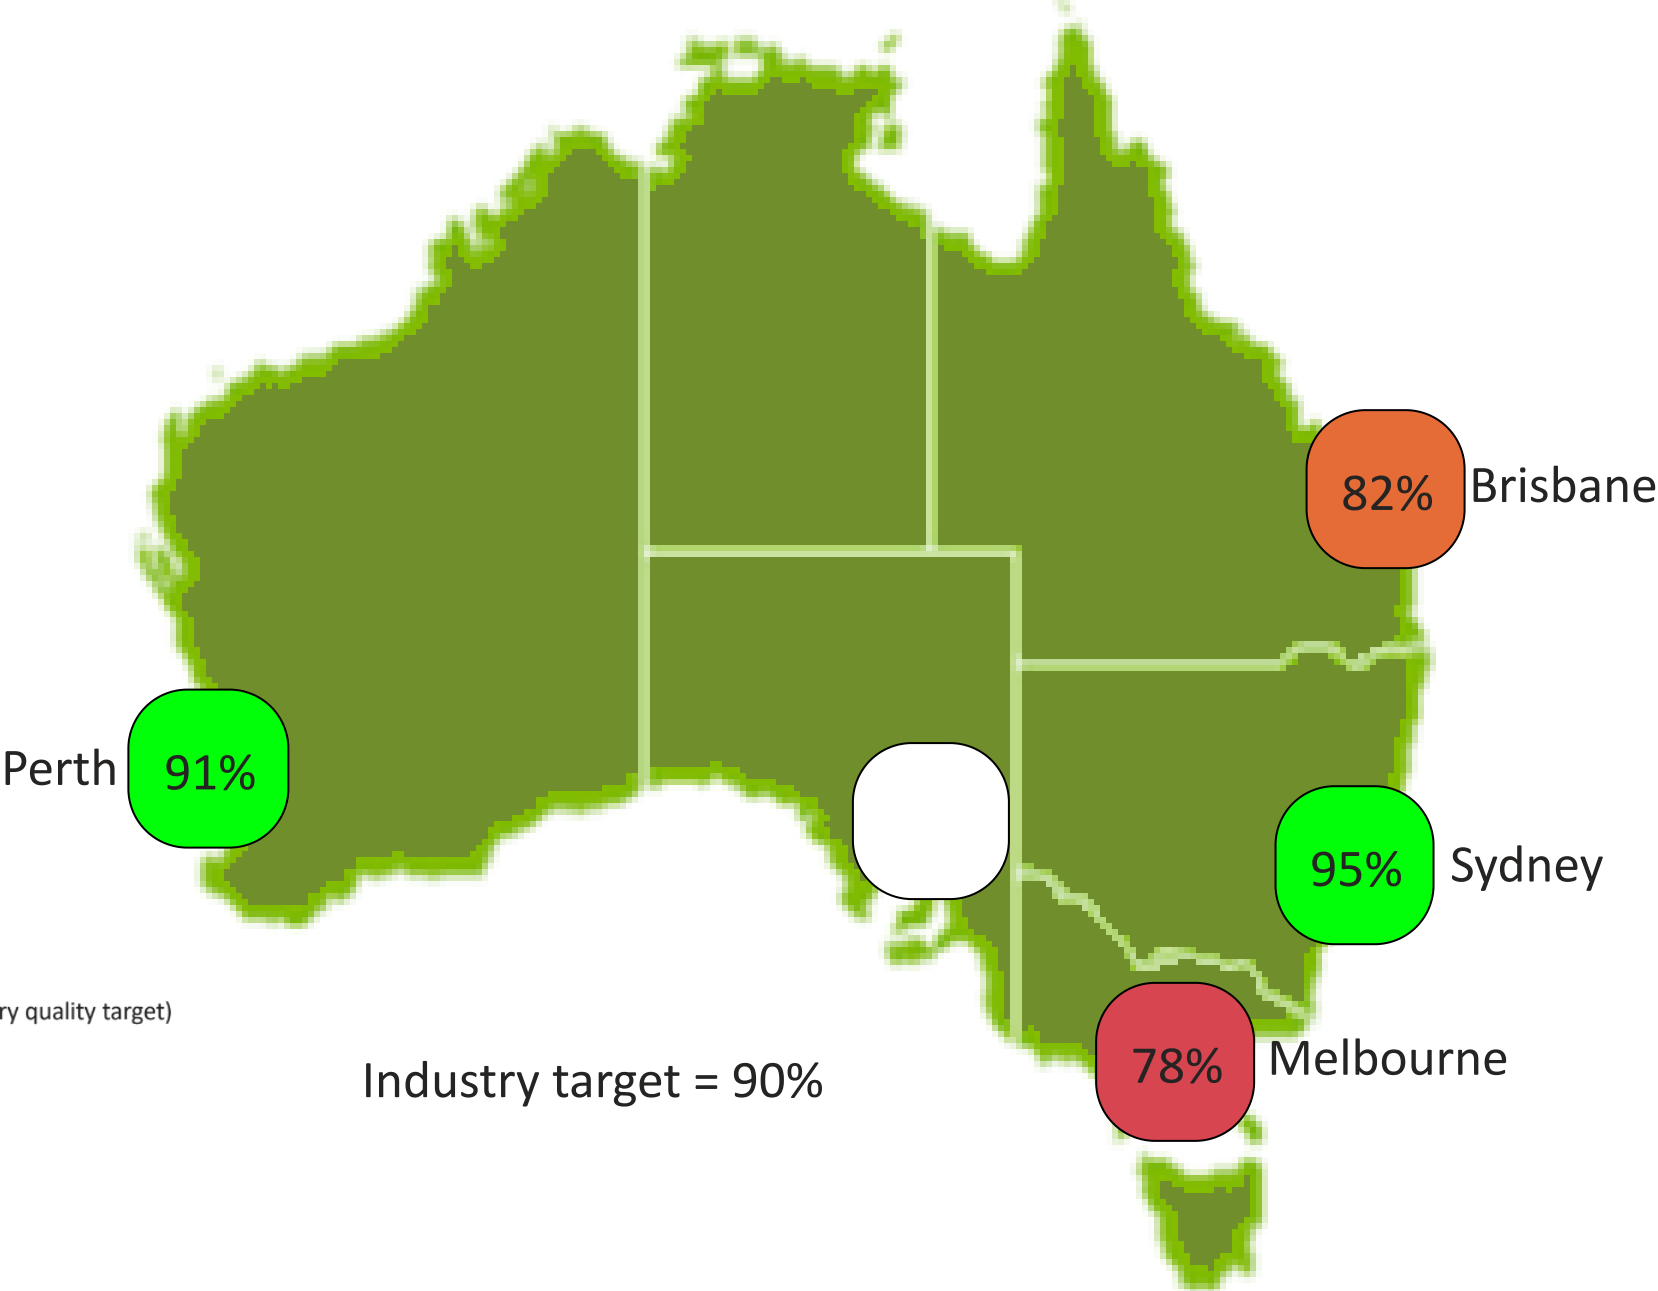 82%
Brisbane
Perth
91%
95%
Sydney
ry quality target)
78%
Melbourne
Industry target = 90%